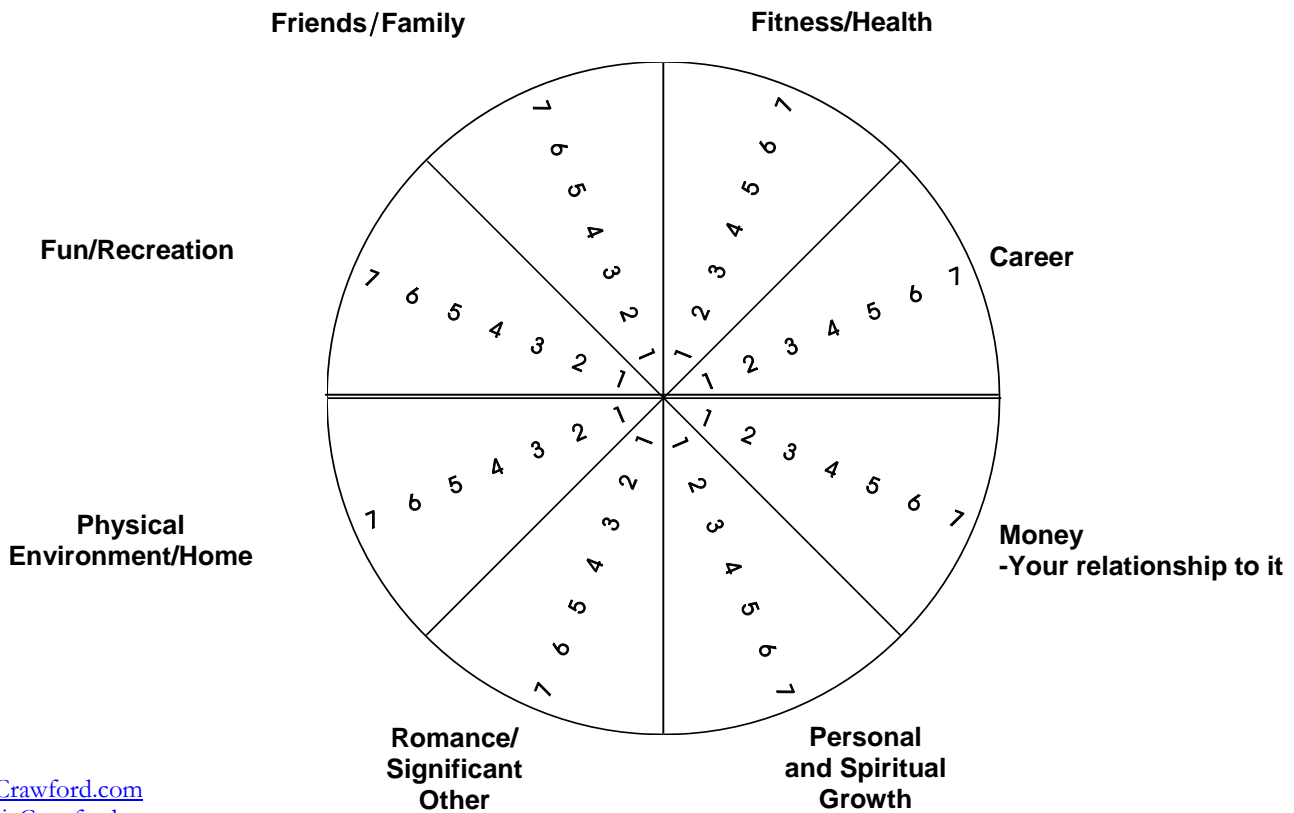 Friends/Family
Fitness/Health
7 6 5 4 3 2 1
7 6 5 4 3 2 1
Fun/Recreation
7 6 5 4 3 2 1
Career
1 2 3 4 5 6 7
Physical
Environment/Home
7 6 5 4 3 2 1
Money
-Your relationship to it
1 2 3 4 5 6 7
1 2 3 4 5 6 7
1 2 3 4 5 6 7
Romance/
Significant
Other
Personal
and Spiritual
Growth
Crawford.com